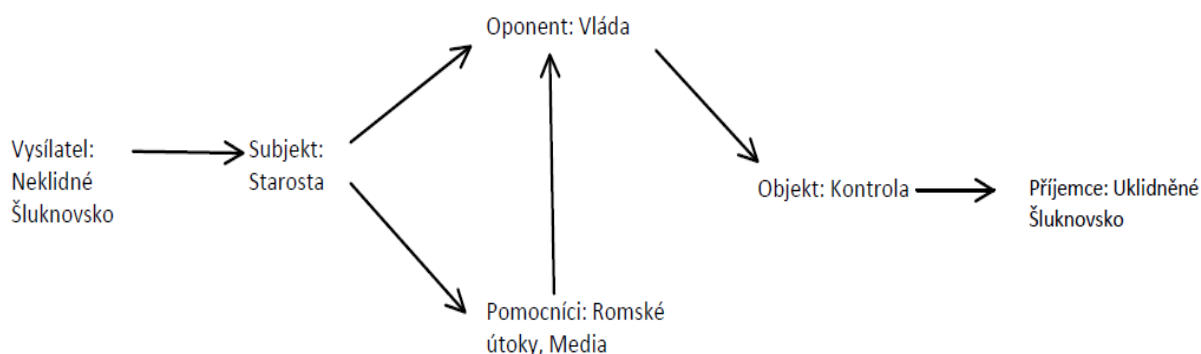 Oponent: Vláda
Vysílatel:
Neklidné
Šluknovsko
Subjekt:
Starosta
Objekt: Kontrola
Příjemce: Uklidněné
Šluknovsko
Pomocníci: Romské
útoky, Media